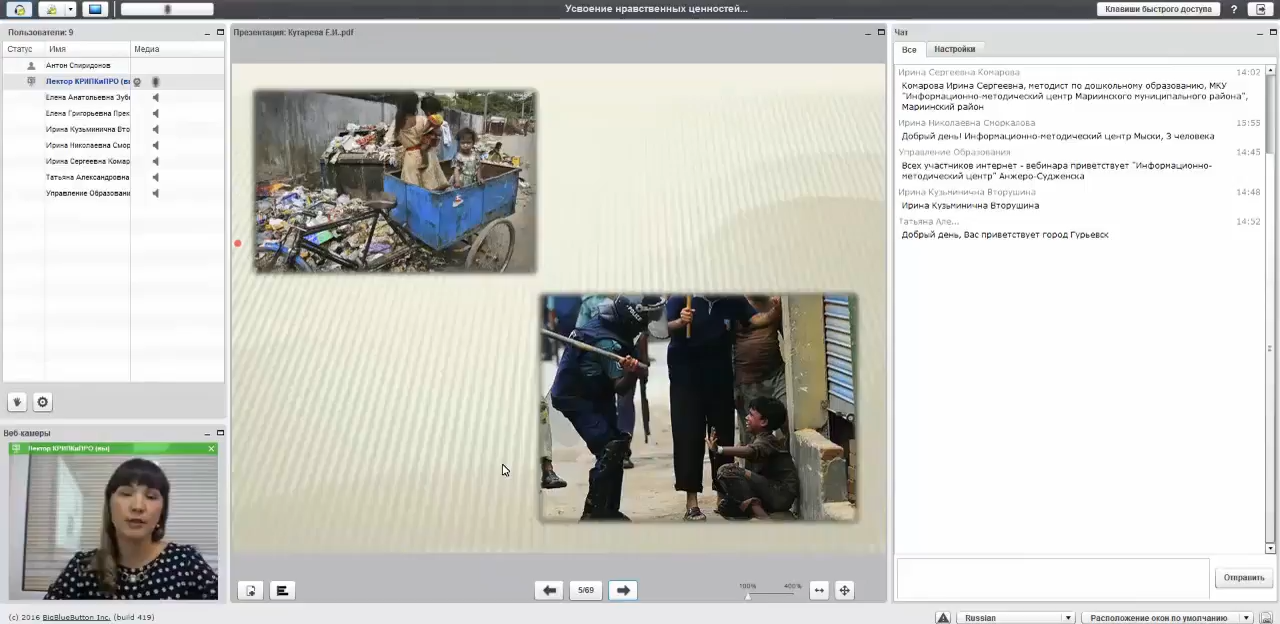 Усвоение нравственных ценностей...
Клавиши быстрого доступа
?
Пользователи: 9
Статус Имя Медиа
Антон Спиридонов
Лектор КРИПКиПРО (вы
Елена Анатольевна Зубк
Елена Григорьевна Прек
Ирина Кузьминична Вто
Ирина Николаевна Смор
Ирина Сергеевна Комар
Татьяна Александровна
Управление Образовани
Веб-камеры
Лектор КРИПКиПРО (вы)
Презентация: Кутарева Е.И..pdf
POLICE
5/69
100% 400%
Чат
Все Настройки
Ирина Сергеевна Комарова 14:02
Комарова Ирина Сергеевна, методист по дошкольному образованию, МКУ
"Информационно-методический центр Мариинского муниципального района",
Мариинский район
Ирина Николаевна Сморкалова 15:55
Добрый день! Информационно-методический центр Мыски, 3 человека
Управление Образования 14:45
Всех участников интернет - вебинара приветствует "Информационно-
методический центр" Анжеро-Судженска
Ирина Кузьминична Вторушина 14:48
Ирина Кузьминична Вторушина
Татьяна Але... 14:52
Добрый день, Вас приветствует город Гурьевск
Отправить
(c) 2016 BigBlueButton Inc. (build 419)
Russian
Расположение окон по умолчанию